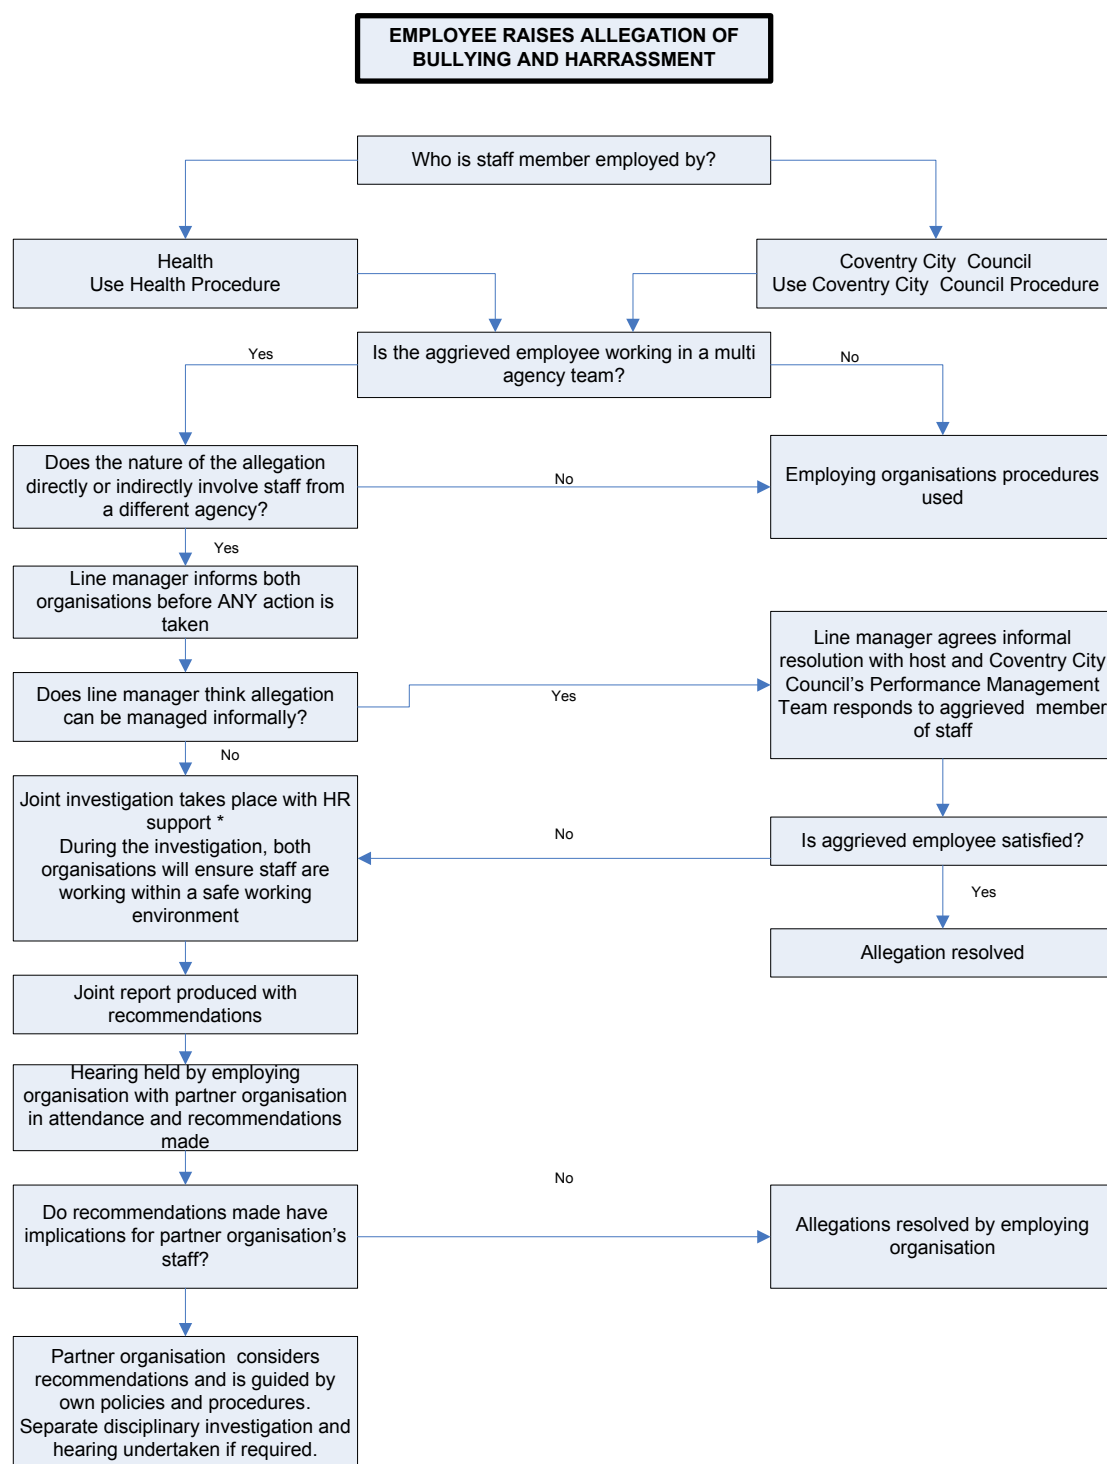 EMPLOYEE RAISES ALLEGATION OF
BULLYING AND HARRASSMENT
Who is staff member employed by?
Health
Use Health Procedure
Coventry City Council
Use Coventry City Council Procedure
Is the aggrieved employee working in a multi
agency team?
Yes
No
Does the nature of the allegation
directly or indirectly involve staff from
a different agency?
No
Employing organisations procedures
used
Yes
Line manager informs both
organisations before ANY action is
taken
Does line manager think allegation
can be managed informally?
Yes
Line manager agrees informal
resolution with host and Coventry City
Council’s Performance Management
Team responds to aggrieved member
of staff
No
Joint investigation takes place with HR
support *
During the investigation, both
organisations will ensure staff are
working within a safe working
environment
No
Is aggrieved employee satisfied?
Yes
Allegation resolved
Joint report produced with
recommendations
Hearing held by employing
organisation with partner organisation
in attendance and recommendations
made
Do recommendations made have
implications for partner organisation’s
staff?
No
Allegations resolved by employing
organisation
Partner organisation considers
recommendations and is guided by
own policies and procedures.
Separate disciplinary investigation and
hearing undertaken if required.